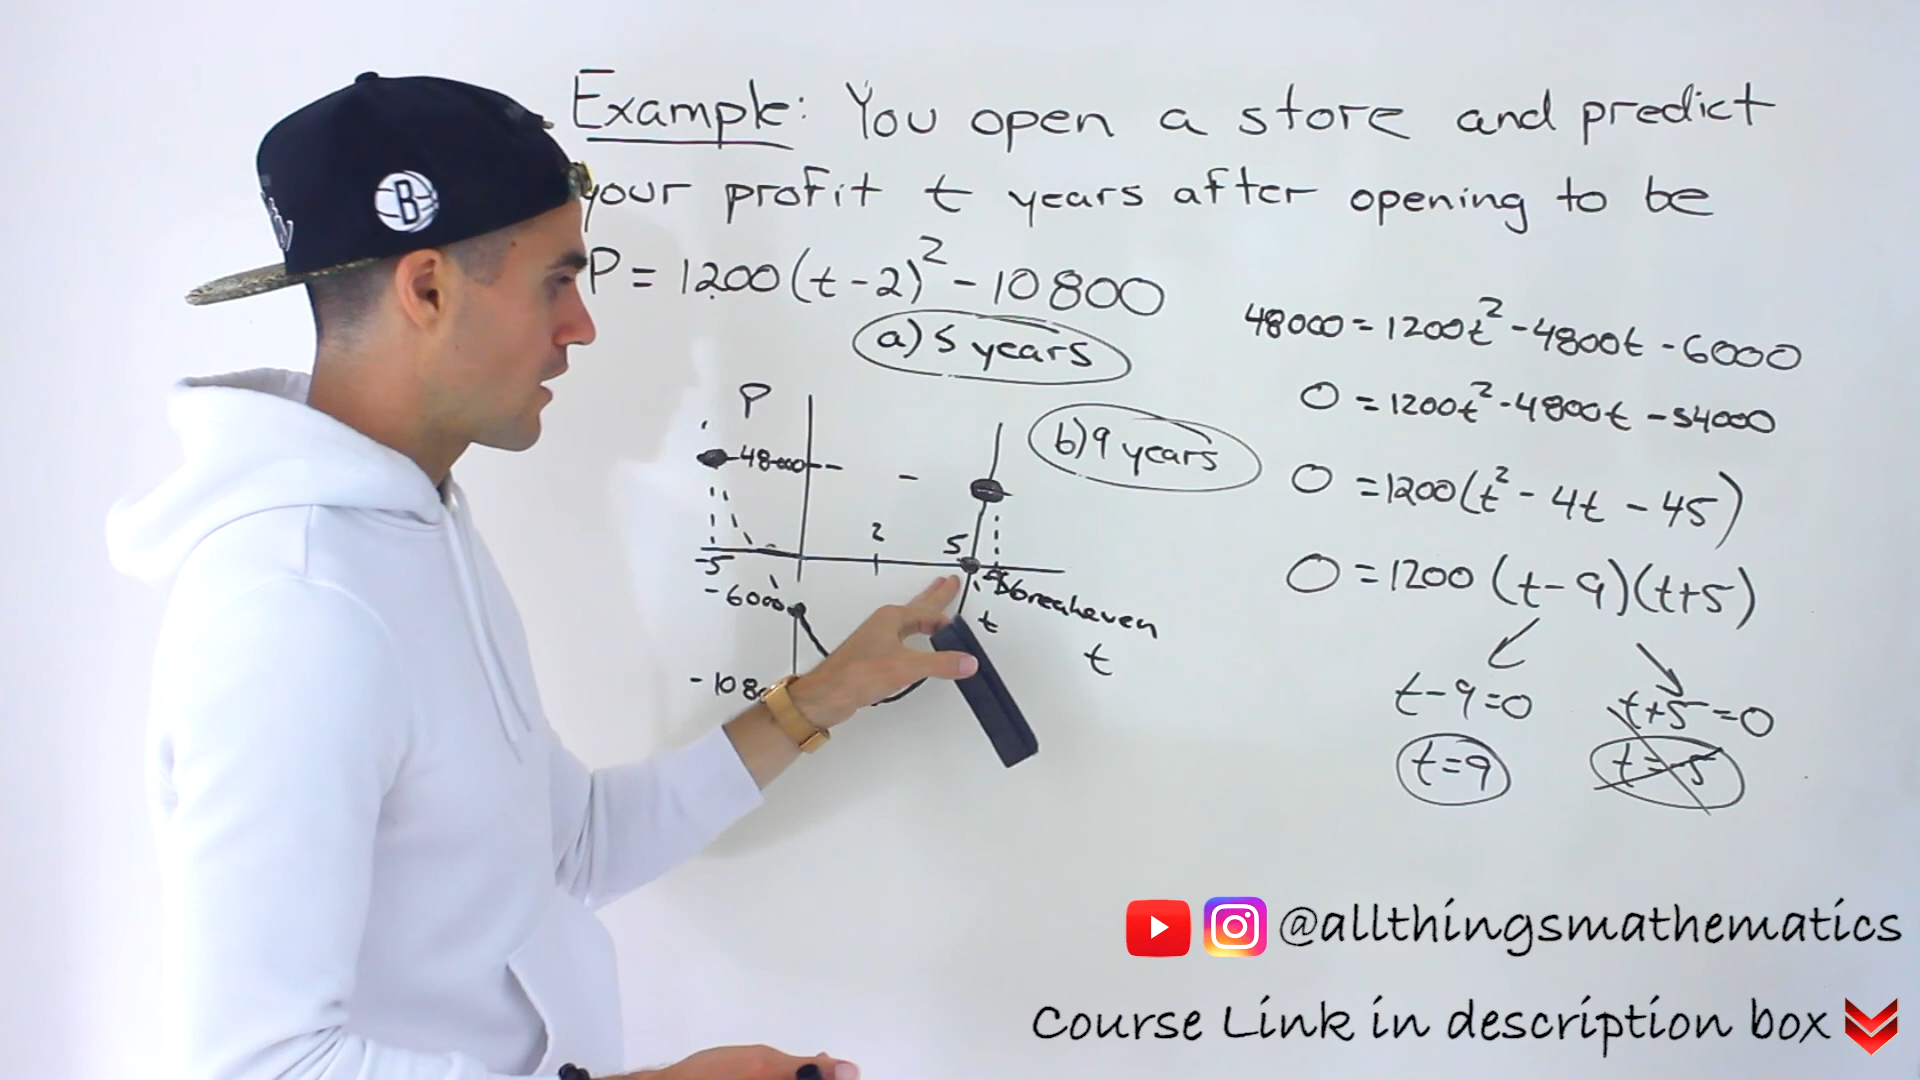 Example: You open a store and predict
your profit t years after opening to be
P = 1200(t-2)² - 10800
a) 5 years
b) 9 years
P
48000
2
5
-5
-6000
-108
breakeven
t
t
48000 = 1200t² - 4800t - 6000
0 = 1200t² - 4800t - 54000
0 = 1200(t² - 4t - 45)
0 = 1200(t-9)(t+5)
t-9=0
t+5=0
t=9
t=-5
B
@allthingsmathematics
Course Link in description box